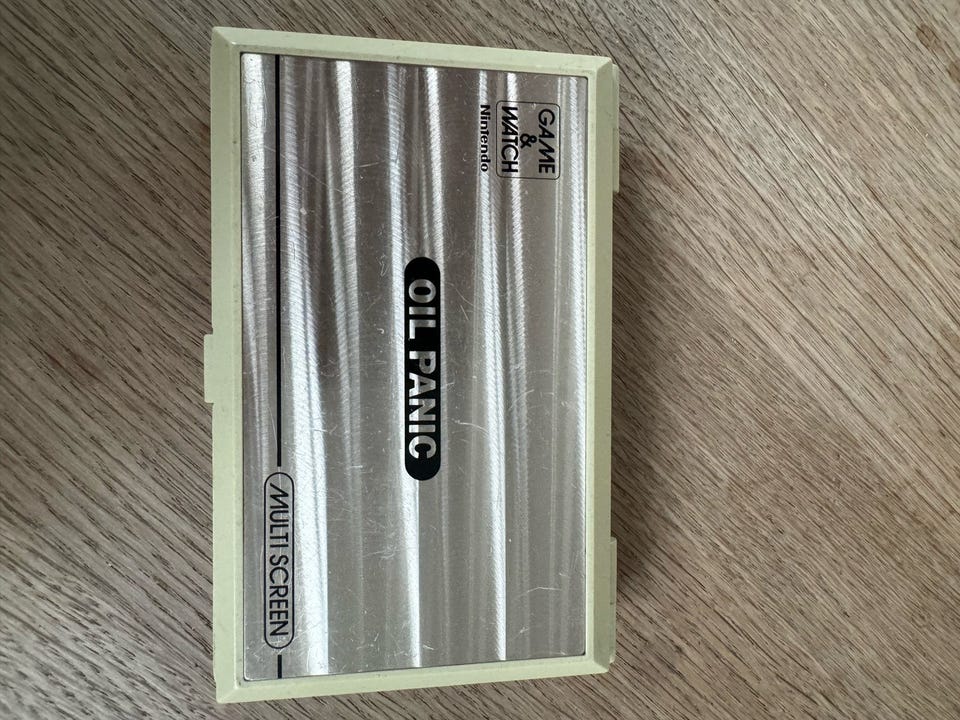 GAME
&
WATCH
Nintendo
OIL PANIC
MULTI SCREEN